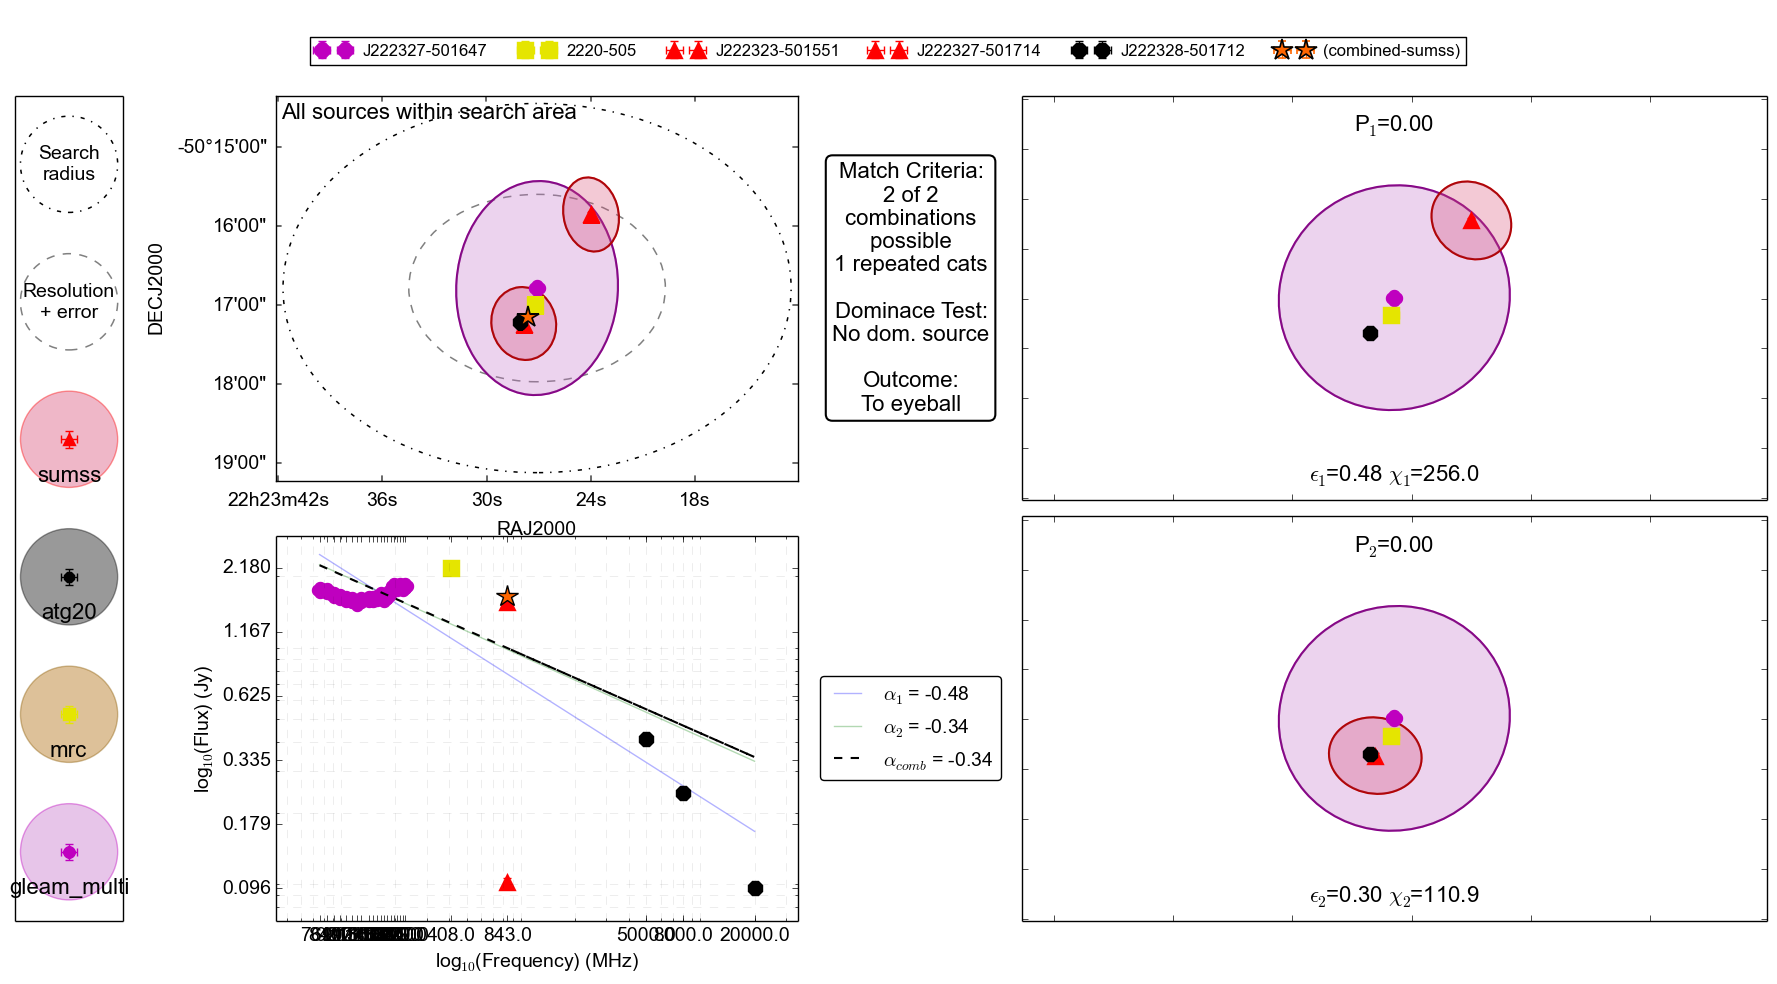 J222327-501647
2220-505
J222323-501551
J222327-501714
J222328-501712
(combined-sumss)
Search
radius
Resolution
+ error
sumss
atg20
mrc
gleam_multi
All sources within search area
DECJ2000
-50°15'00"
16'00"
17'00"
18'00"
19'00"
22h23m42s
36s
30s
24s
18s
RAJ2000
Match Criteria:
2 of 2
combinations
possible
1 repeated cats
Dominace Test:
No dom. source
Outcome:
To eyeball
P1=0.00
ϵ1=0.48 χ1=256.0
log10(Flux) (Jy)
2.180
1.167
0.625
0.335
0.179
0.096
408.0
843.0
5000.0
8000.0
20000.0
log10(Frequency) (MHz)
α1 = -0.48
α2 = -0.34
αcomb = -0.34
P2=0.00
ϵ2=0.30 χ2=110.9